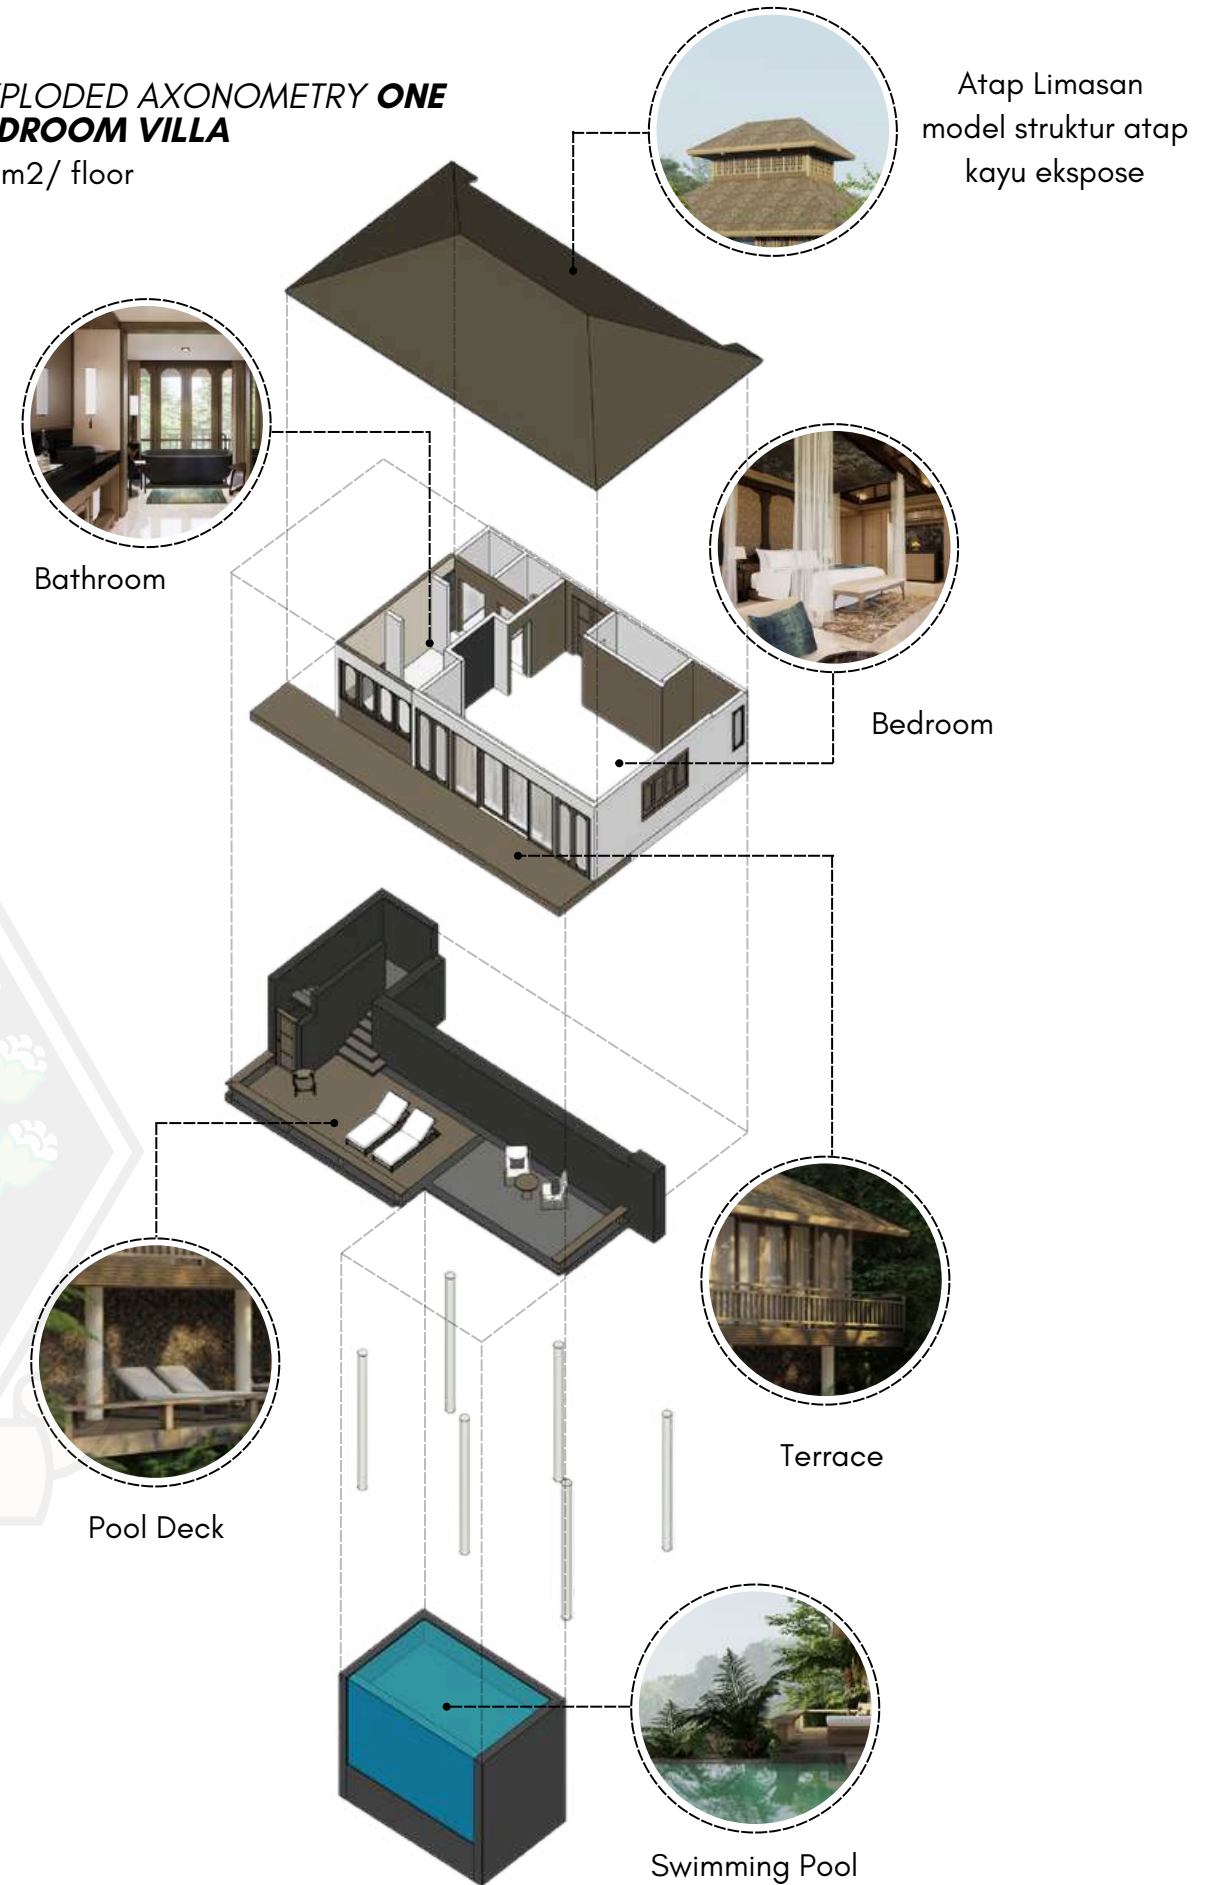 PLODED AXONOMETRY ONE
DROOM VILLA
m2/ floor
Atap Limasan
model struktur atap
kayu ekspose
Bathroom
Bedroom
Terrace
Pool Deck
Swimming Pool